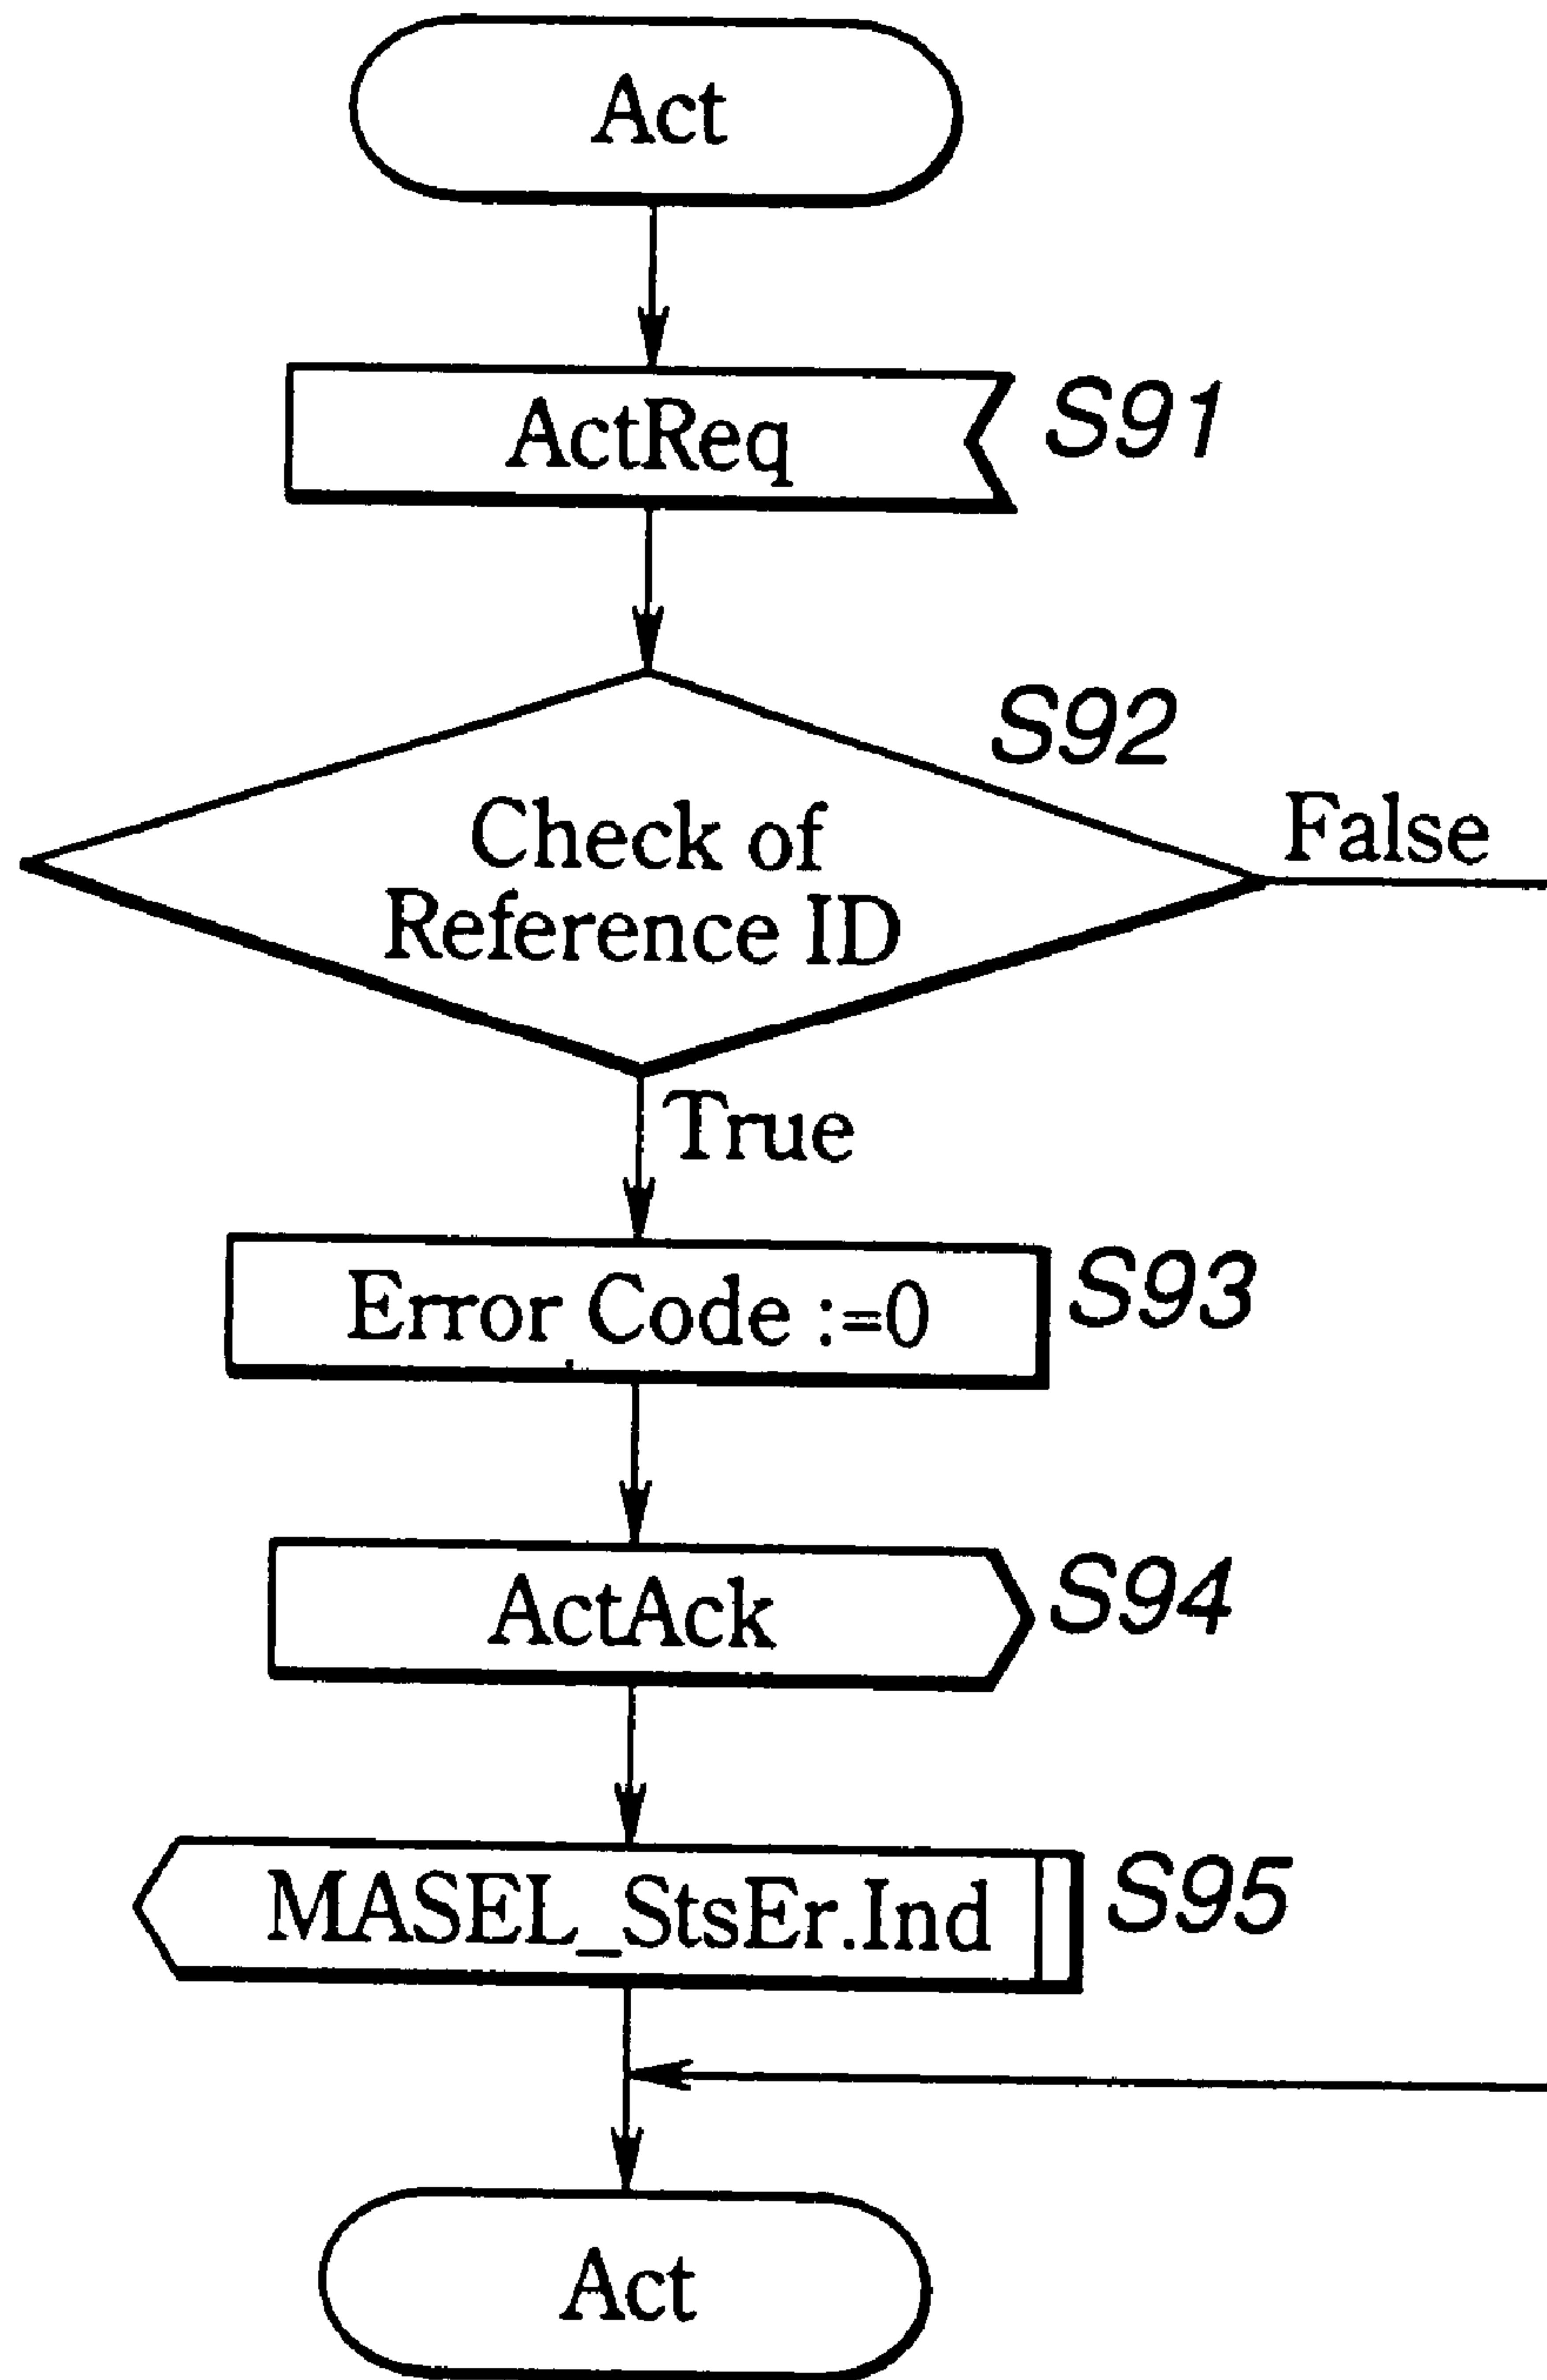 Act
ActReq
S91
S92
Check of
Reference ID
False
True
Error Code :=0
S93
ActAck
S94
MASEL_StsEr.Ind
S95
Act